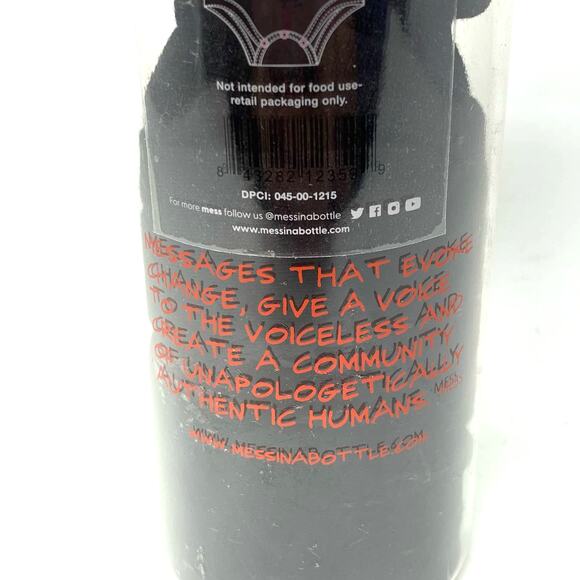 Not intended for food use-
retail packaging only.
DPCI: 045-00-1215
For more mess follow us @messinabottle
www.messinabottle.com
MESSAGES THAT EVOKE
CHANGE, GIVE A VOICE
TO THE VOICELESS AND
CREATE A COMMUNITY
OF UNAPOLOGETICALLY
AUTHENTIC HUMANS.
WWW.MESSINABOTTLE.COM